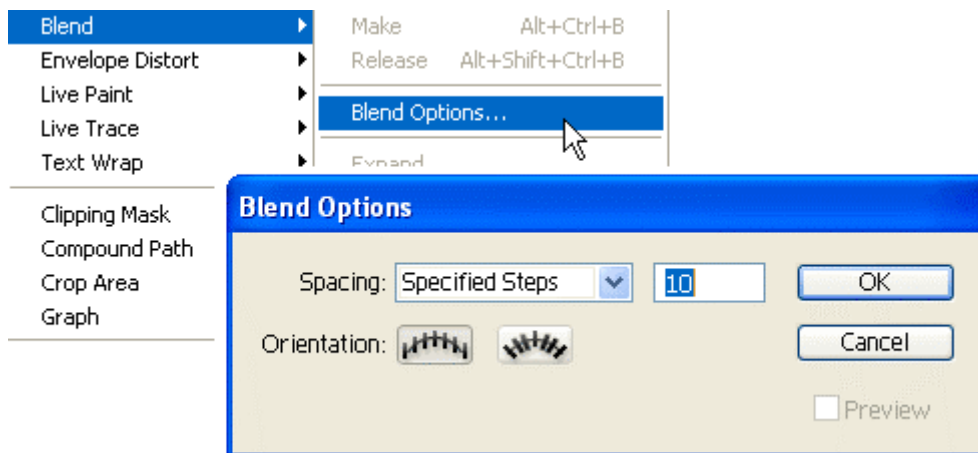 Blend
Envelope Distort
Live Paint
Live Trace
Text Wrap
Clipping Mask
Compound Path
Crop Area
Graph
Make Alt+Ctrl+B
Release Alt+Shift+Ctrl+B
Blend Options...
Expand
Blend Options
Spacing: Specified Steps 10 OK
Orientation: Cancel
Preview